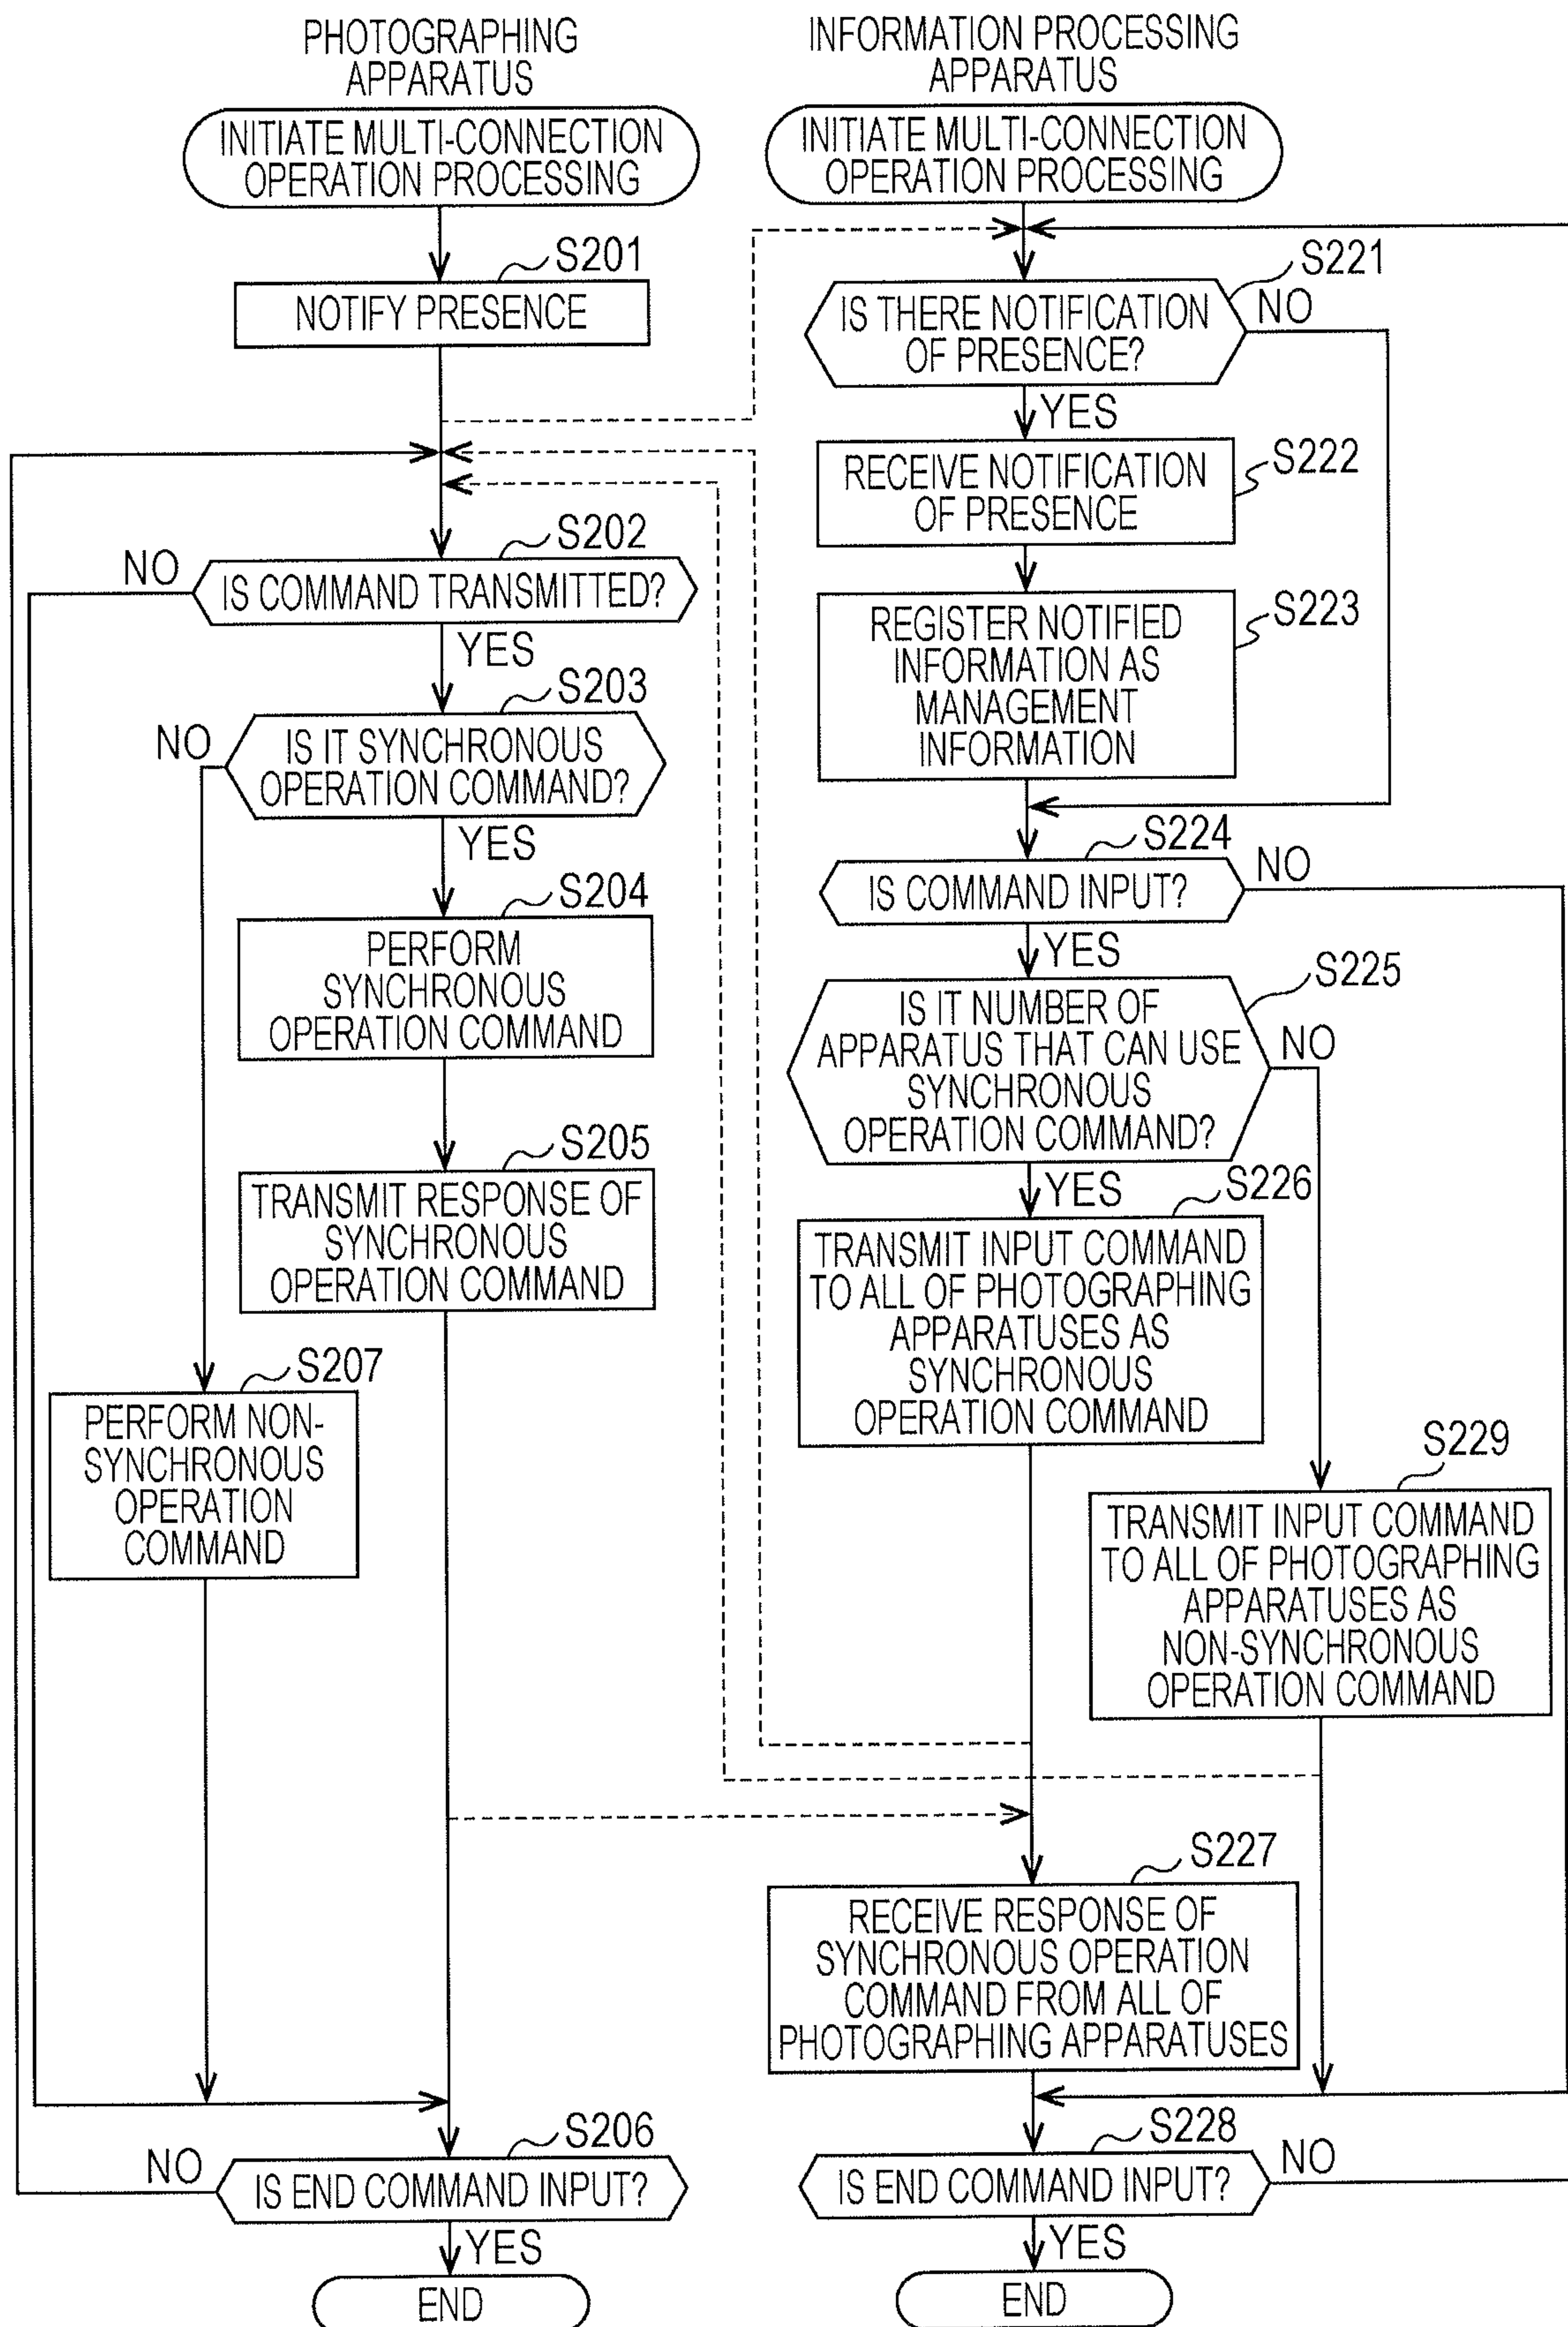 PHOTOGRAPHING
APPARATUS
INITIATE MULTI-CONNECTION
OPERATION PROCESSING
S201
NOTIFY PRESENCE
S202
NO
IS COMMAND TRANSMITTED?
YES
S203
NO
IS IT SYNCHRONOUS
OPERATION COMMAND?
YES
S204
PERFORM
SYNCHRONOUS
OPERATION COMMAND
S205
TRANSMIT RESPONSE OF
SYNCHRONOUS
OPERATION COMMAND
S207
PERFORM NON-
SYNCHRONOUS
OPERATION
COMMAND
S206
NO
IS END COMMAND INPUT?
YES
END
INFORMATION PROCESSING
APPARATUS
INITIATE MULTI-CONNECTION
OPERATION PROCESSING
S221
IS THERE NOTIFICATION
OF PRESENCE?
NO
YES
S222
RECEIVE NOTIFICATION
OF PRESENCE
S223
REGISTER NOTIFIED
INFORMATION AS
MANAGEMENT
INFORMATION
S224
IS COMMAND INPUT?
NO
YES
S225
IS IT NUMBER OF
APPARATUS THAT CAN USE
SYNCHRONOUS
OPERATION COMMAND?
NO
YES
S226
TRANSMIT INPUT COMMAND
TO ALL OF PHOTOGRAPHING
APPARATUSES AS
SYNCHRONOUS
OPERATION COMMAND
S229
TRANSMIT INPUT COMMAND
TO ALL OF PHOTOGRAPHING
APPARATUSES AS
NON-SYNCHRONOUS
OPERATION COMMAND
S227
RECEIVE RESPONSE OF
SYNCHRONOUS OPERATION
COMMAND FROM ALL OF
PHOTOGRAPHING APPARATUSES
S228
IS END COMMAND INPUT?
NO
YES
END